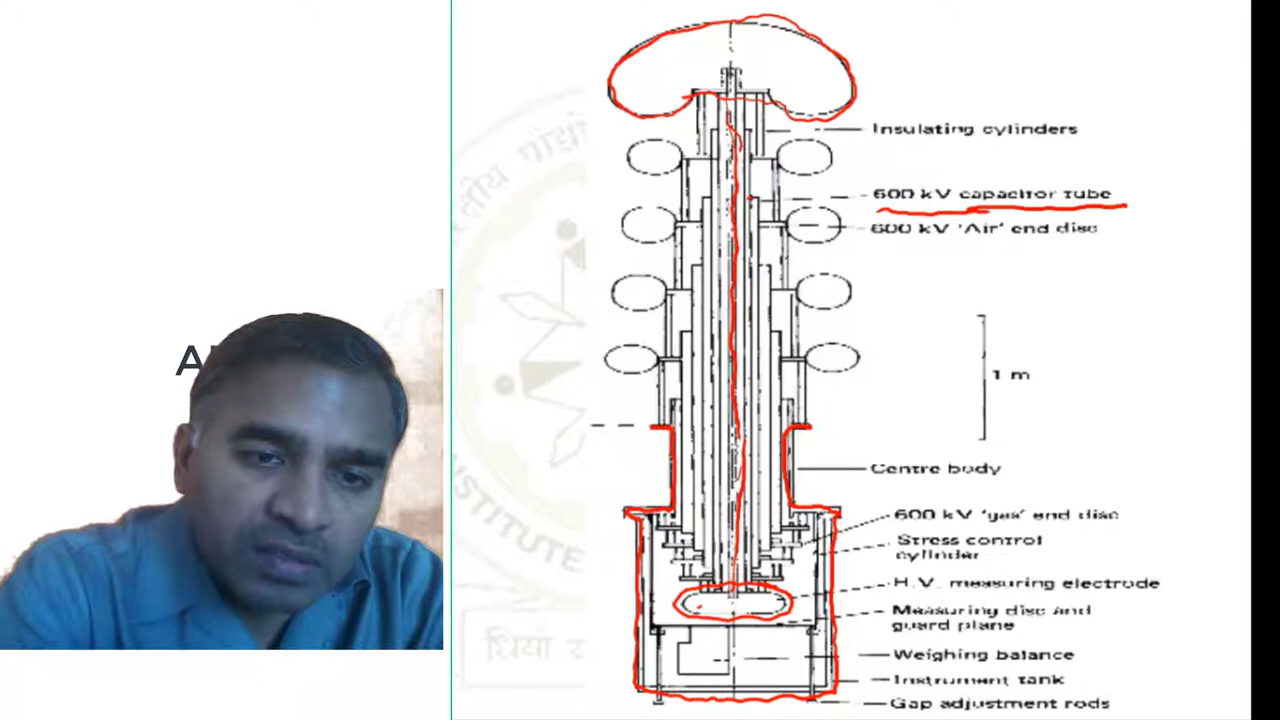 A
Insulating cylinders
600 kV capacitor tube
600 kV 'Air' end disc
1 m
Centre body
600 kV 'gas' end disc
Stress control
cylinder
H.V. measuring electrode
Measuring disc and
guard plane
Weighing balance
Instrument tank
Gap adjustment rods
INSTITUTE